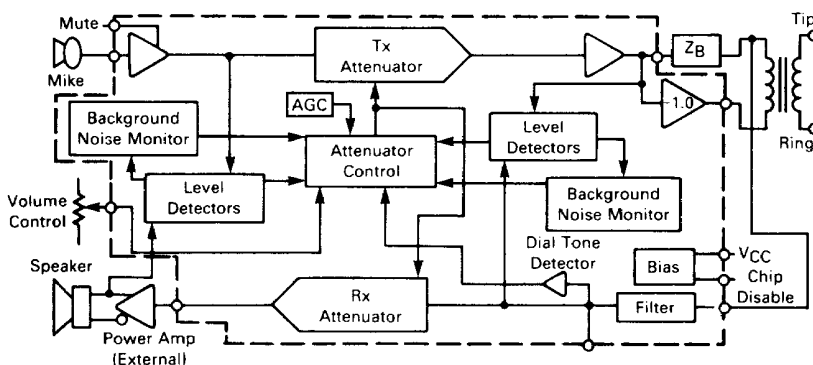 Mute
Mike
Tx
Attenuator
ZB
Tip
Ring
-1.0
AGC
Background
Noise Monitor
Attenuator
Control
Level
Detectors
Level
Detectors
Background
Noise Monitor
Volume
Control
Dial Tone
Detector
Bias
VCC
Chip
Disable
Speaker
Rx
Attenuator
Filter
Power Amp
(External)